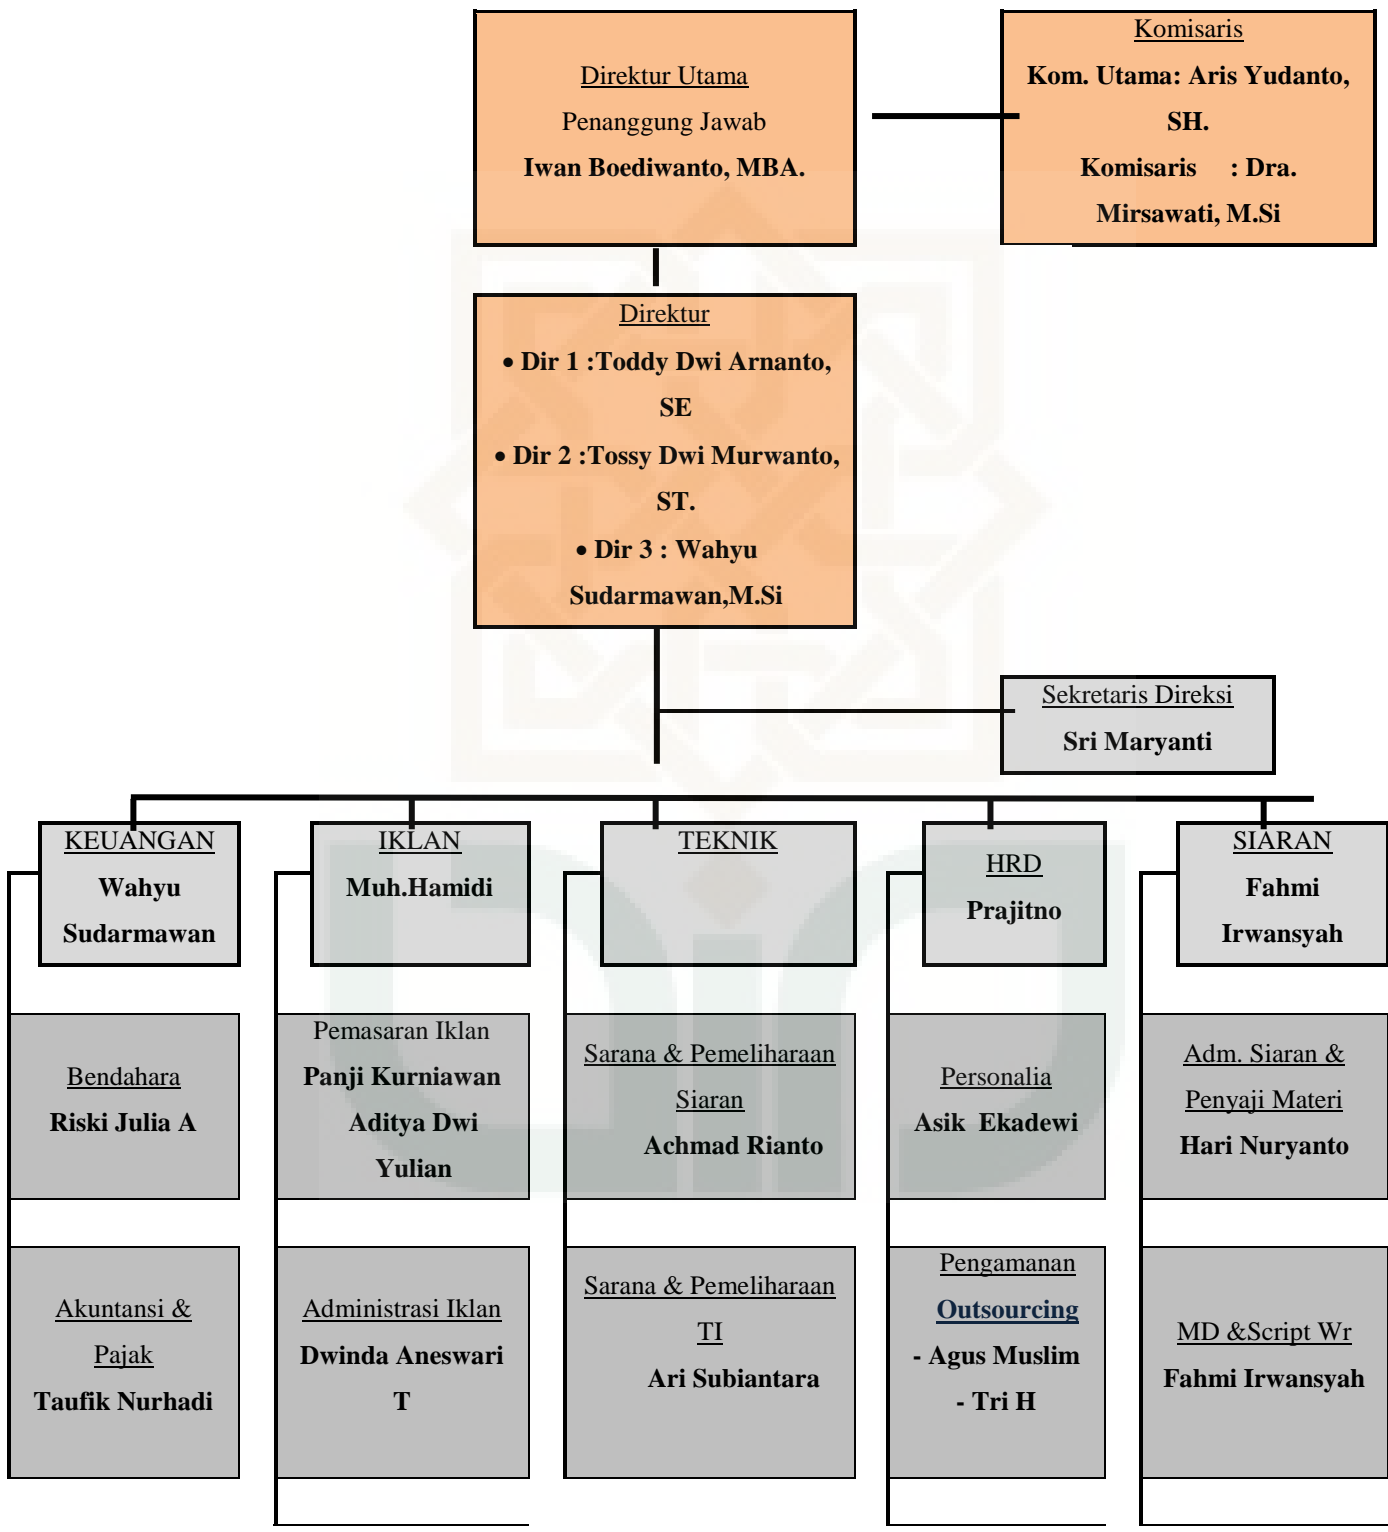 Direktur Utama
Penanggung Jawab
Iwan Boediwanto, MBA.
Komisaris
Kom. Utama: Aris Yudanto,
SH.
Komisaris : Dra.
Mirsawati, M.Si
Direktur
• Dir 1 :Toddy Dwi Arnanto,
SE
• Dir 2 :Tossy Dwi Murwanto,
ST.
• Dir 3 : Wahyu
Sudarmawan,M.Si
Sekretaris Direksi
Sri Maryanti
KEUANGAN
Wahyu
Sudarmawan
IKLAN
Muh.Hamidi
TEKNIK
HRD
Prajitno
SIARAN
Fahmi
Irwansyah
Bendahara
Riski Julia A
Pemasaran Iklan
Panji Kurniawan
Aditya Dwi
Yulian
Sarana & Pemeliharaan
Siaran
Achmad Rianto
Personalia
Asik Ekadewi
Adm. Siaran &
Penyaji Materi
Hari Nuryanto
Akuntansi &
Pajak
Taufik Nurhadi
Administrasi Iklan
Dwinda Aneswari
T
Sarana & Pemeliharaan
TI
Ari Subiantara
Pengamanan
Outsourcing
- Agus Muslim
- Tri H
MD &Script Wr
Fahmi Irwansyah